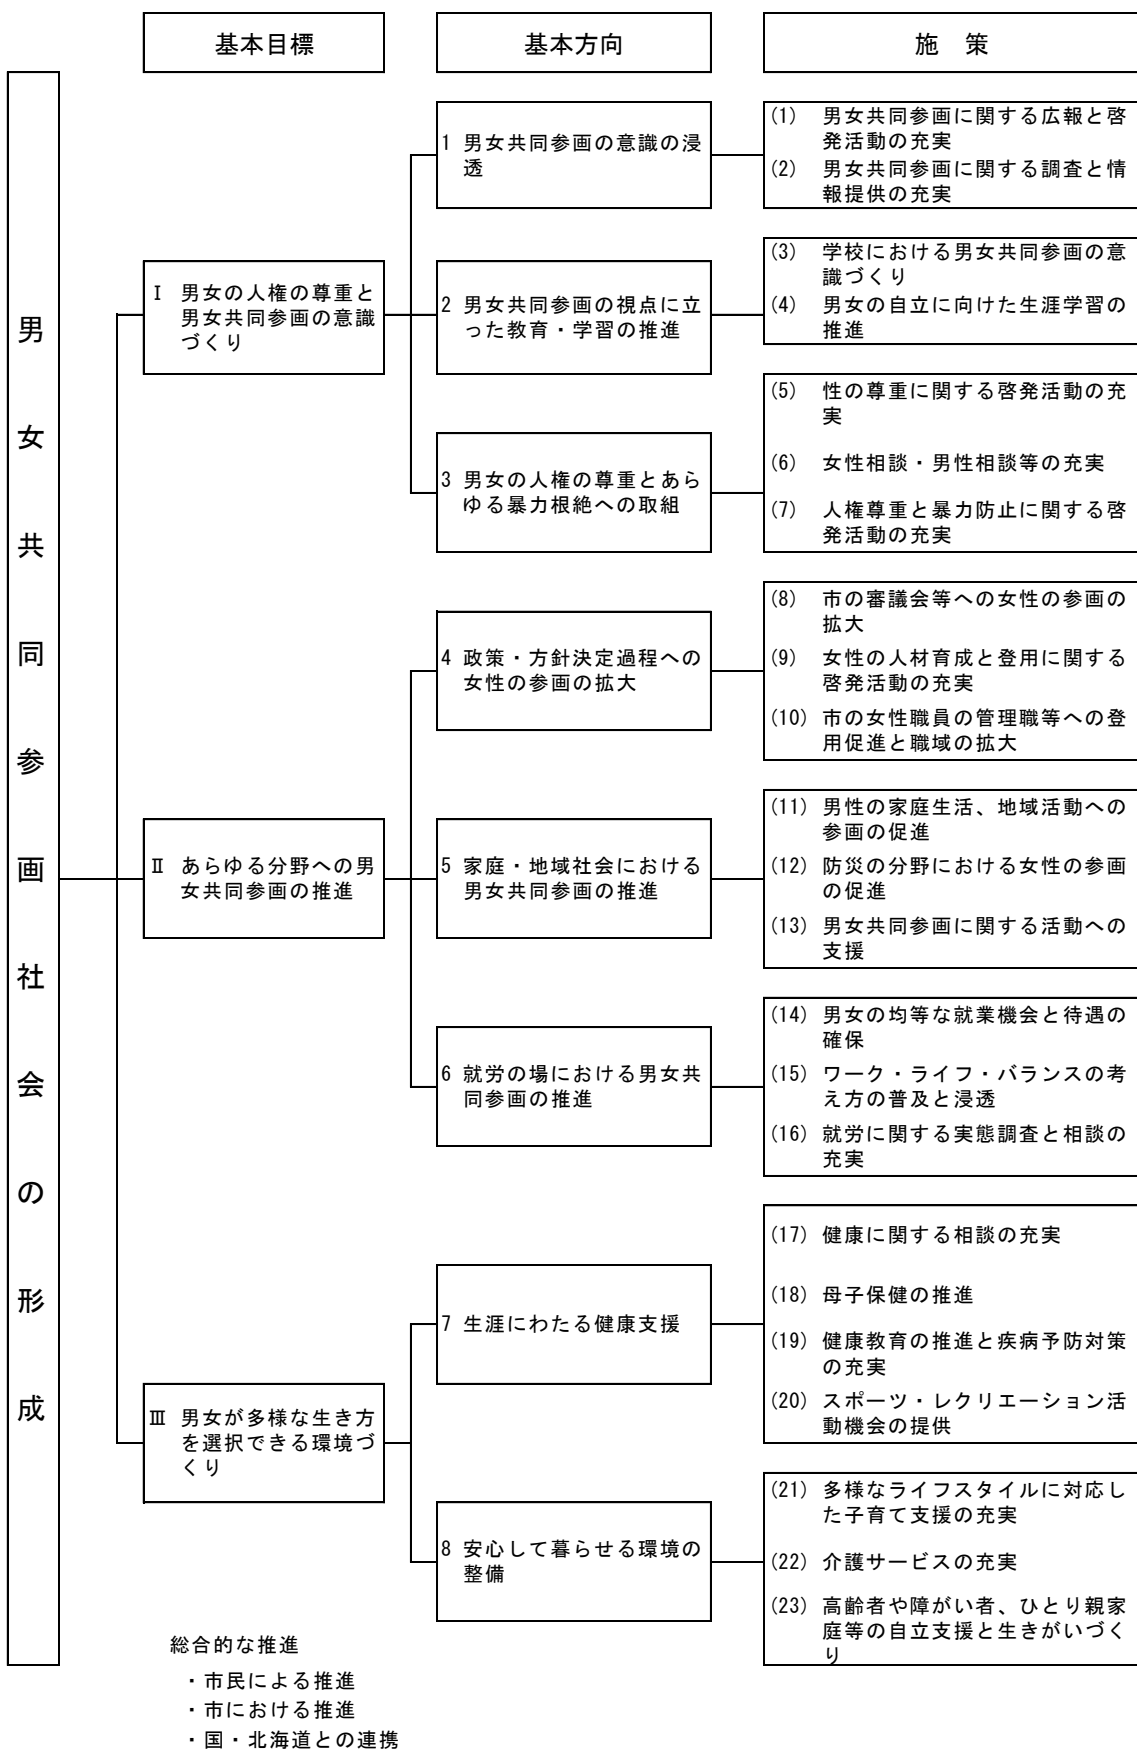 基本目標
基本方向
施　策
男女共同参画社会の形成
Ⅰ 男女の人権の尊重と
男女共同参画の意識
づくり
1 男女共同参画の意識の浸
透
(1) 男女共同参画に関する広報と啓
発活動の充実
(2) 男女共同参画に関する調査と情
報提供の充実
2 男女共同参画の視点に立
った教育・学習の推進
(3) 学校における男女共同参画の意
識づくり
(4) 男女の自立に向けた生涯学習の
推進
3 男女の人権の尊重とあら
ゆる暴力根絶への取組
(5) 性の尊重に関する啓発活動の充
実
(6) 女性相談・男性相談等の充実
(7) 人権尊重と暴力防止に関する啓
発活動の充実
Ⅱ あらゆる分野への男
女共同参画の推進
4 政策・方針決定過程への
女性の参画の拡大
(8) 市の審議会等への女性の参画の
拡大
(9) 女性の人材育成と登用に関する
啓発活動の充実
(10) 市の女性職員の管理職等への登
用促進と職域の拡大
5 家庭・地域社会における
男女共同参画の推進
(11) 男性の家庭生活、地域活動への
参画の促進
(12) 防災の分野における女性の参画
の促進
(13) 男女共同参画に関する活動への
支援
6 就労の場における男女共
同参画の推進
(14) 男女の均等な就業機会と待遇の
確保
(15) ワーク・ライフ・バランスの考
え方の普及と浸透
(16) 就労に関する実態調査と相談の
充実
Ⅲ 男女が多様な生き方
を選択できる環境づ
くり
7 生涯にわたる健康支援
(17) 健康に関する相談の充実
(18) 母子保健の推進
(19) 健康教育の推進と疾病予防対策
の充実
(20) スポーツ・レクリエーション活
動機会の提供
8 安心して暮らせる環境の
整備
(21) 多様なライフスタイルに対応し
た子育て支援の充実
(22) 介護サービスの充実
(23) 高齢者や障がい者、ひとり親家
庭等の自立支援と生きがいづく
り
総合的な推進
・市民による推進
・市における推進
・国・北海道との連携